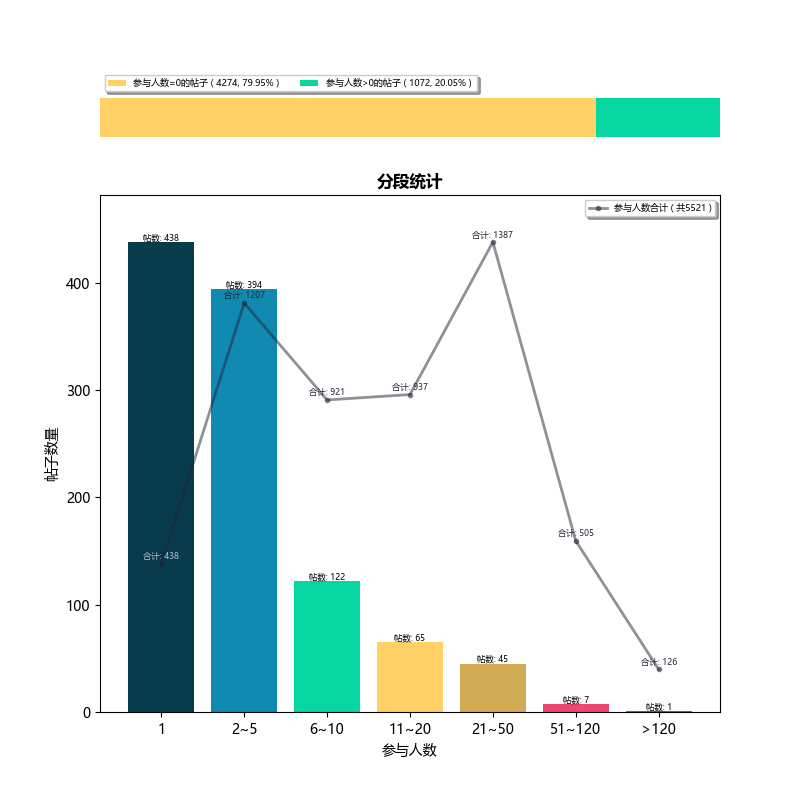 参与人数=0的帖子 ( 4274, 79.95% )
参与人数>0的帖子 ( 1072, 20.05% )
分段统计
参与人数合计 ( 共5521 )
帖数: 438
合计: 1387
帖数: 394
合计: 1207
合计: 921
合计: 937
合计: 438
帖数: 122
合计: 505
帖数: 65
帖数: 45
合计: 126
帖数: 7
帖数: 1
400
300
200
100
0
帖子数量
1
2~5
6~10
11~20
21~50
51~120
>120
参与人数